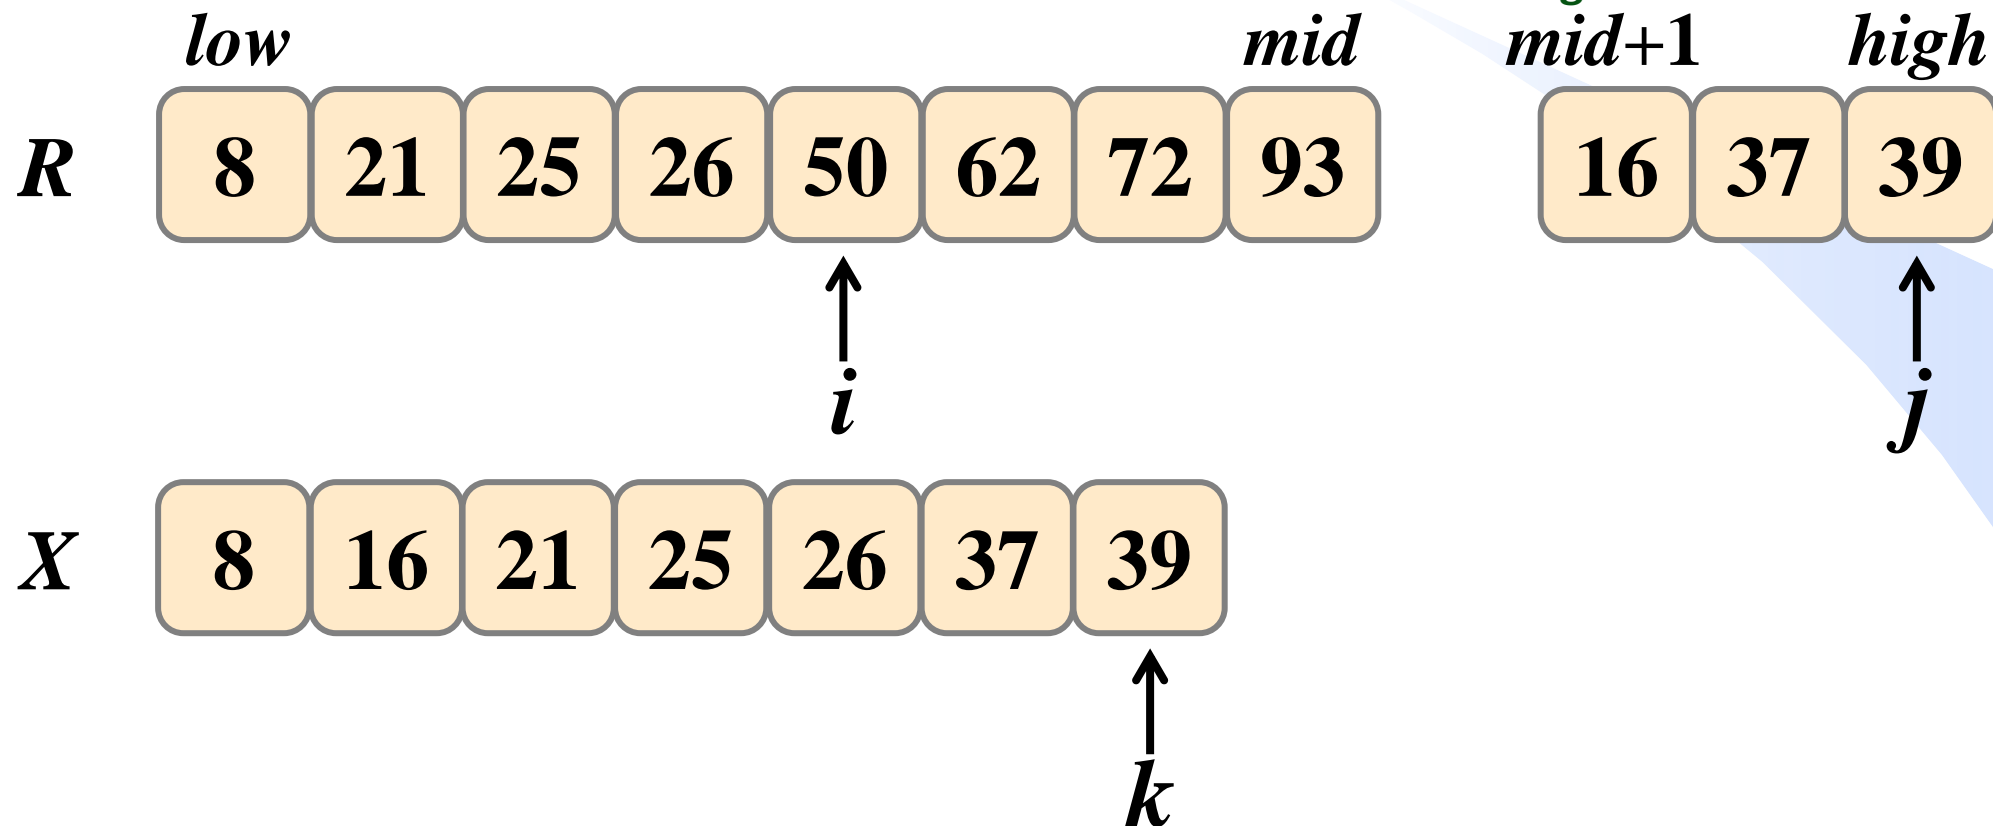 low mid mid+1 high
R 8 21 25 26 50 62 72 93 16 37 39
i j
X 8 16 21 25 26 37 39
k